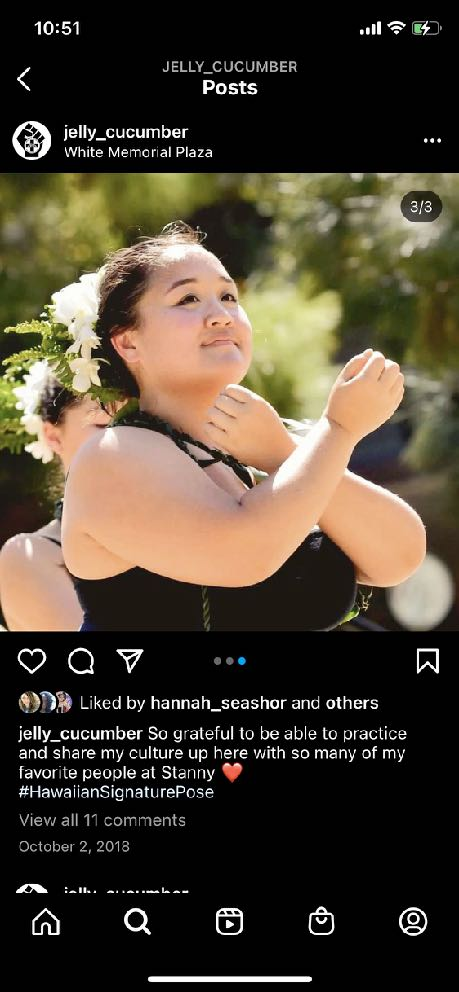 10:51
JELLY_CUCUMBER
Posts
jelly_cucumber
White Memorial Plaza
3/3
Liked by hannah_seashor and others
jelly_cucumber So grateful to be able to practice
and share my culture up here with so many of my
favorite people at Stanny ❤️
#HawaiianSignaturePose
View all 11 comments
October 2, 2018
jelly_cucumber